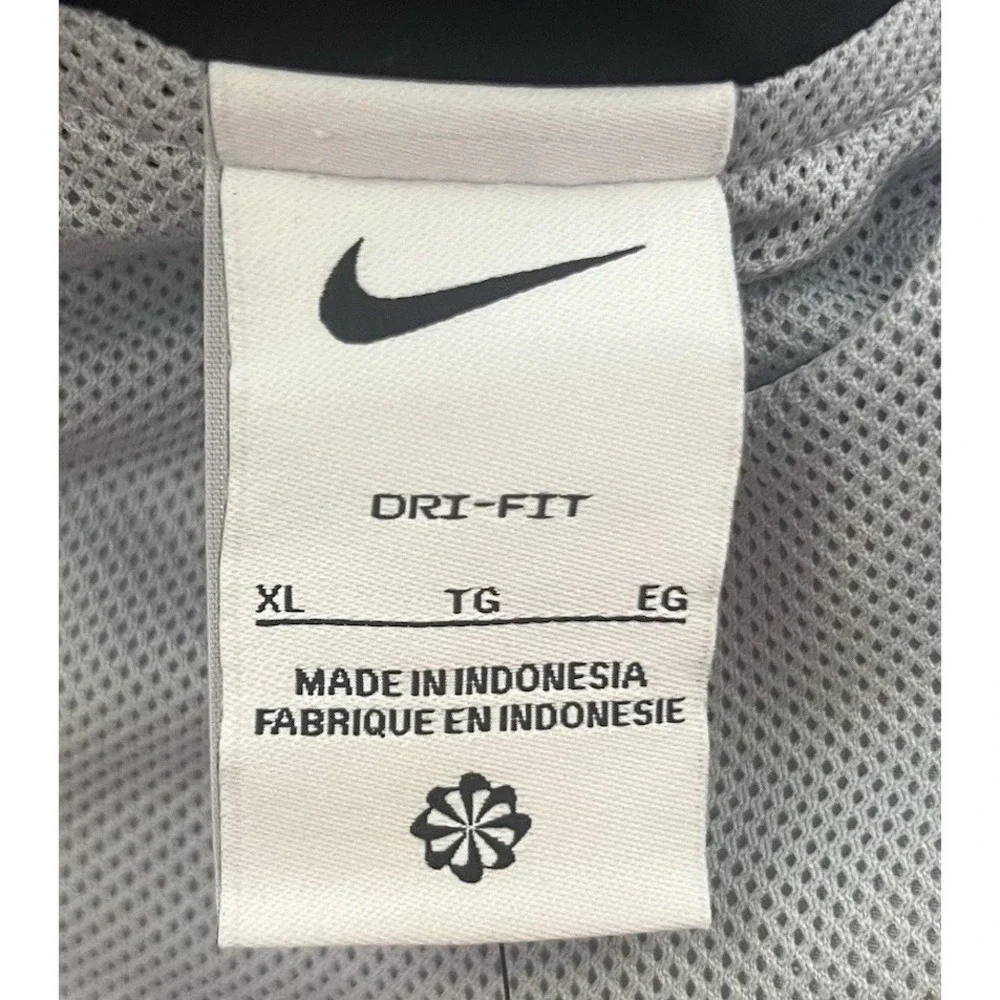 DRI-FIT
XL TG EG
MADE IN INDONESIA
FABRIQUE EN INDONESIE